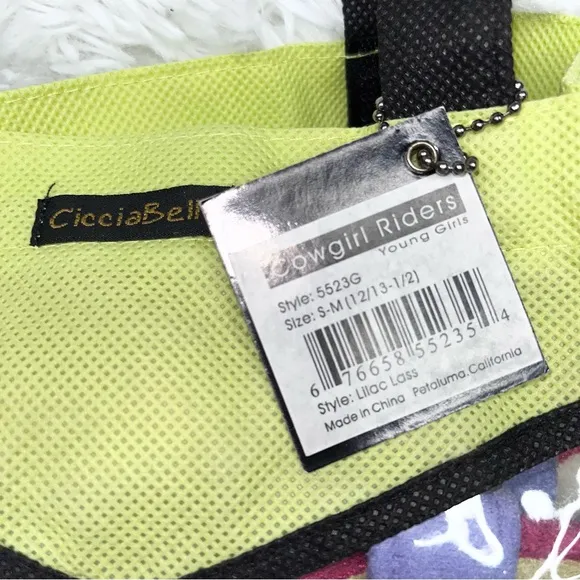 CicciaBell
Cowgirl Riders
Young Girls
Style: 5523G
Size: S-M (12/13-1/2)
6 76658 55235 4
Style: Lilac Lass
Made in China Petaluma, California